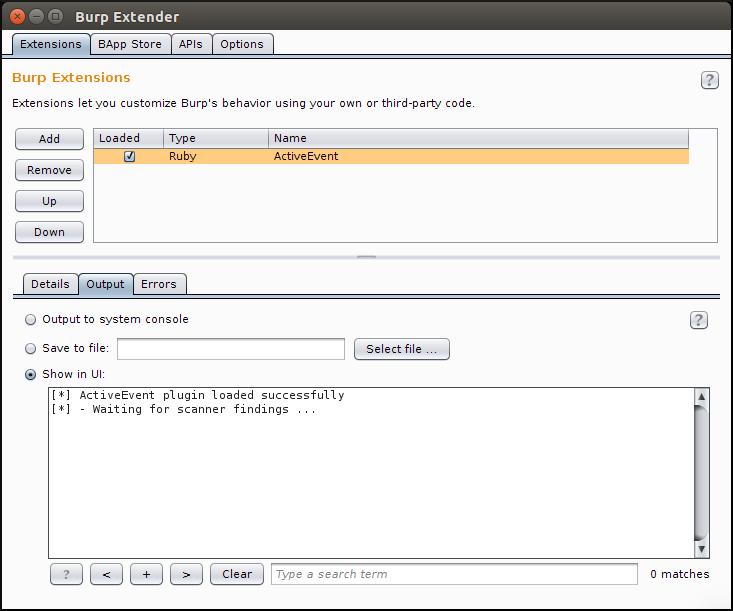 Burp Extender
Extensions BApp Store APIs Options
Burp Extensions
?
Extensions let you customize Burp's behavior using your own or third-party code.
Add
Remove
Up
Down
Loaded Type Name
Ruby ActiveEvent
Details Output Errors
Output to system console
?
Save to file: Select file ...
Show in UI:
[*] ActiveEvent plugin loaded successfully
[*] - Waiting for scanner findings ...
? < + > Clear Type a search term 0 matches